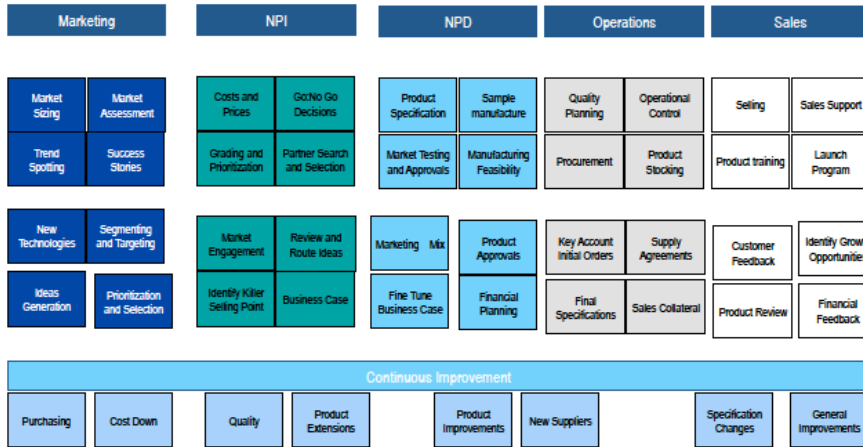 Marketing
NPI
NPD
Operations
Sales
Market
Sizing
Market
Assessment
Costs and
Prices
Go:No Go
Decisions
Product
Specification
Sample
manufacture
Quality
Planning
Operational
Control
Selling
Sales Support
Trend
Spotting
Success
Stories
Grading and
Prioritization
Partner Search
and Selection
Market Testing
and Approvals
Manufacturing
Feasibility
Procurement
Product
Stocking
Product training
Launch
Program
New
Technologies
Segmenting
and Targeting
Market
Engagement
Review and
Route Ideas
Marketing Mix
Product
Approvals
Key Account
Initial Orders
Supply
Agreements
Customer
Feedback
Identify Grow
Opportunities
Ideas
Generation
Prioritization
and Selection
Identify Killer
Selling Point
Business Case
Fine Tune
Business Case
Financial
Planning
Final
Specifications
Sales Collateral
Product Review
Financial
Feedback
Continuous Improvement
Purchasing
Cost Down
Quality
Product
Extensions
Product
Improvements
New Suppliers
Specification
Changes
General
Improvements